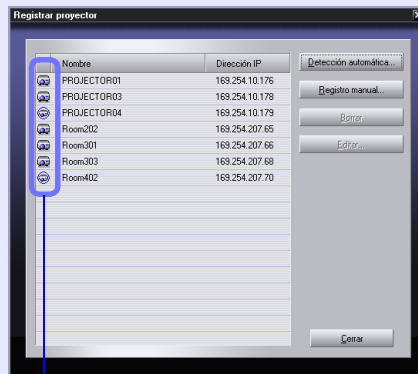 Registrar proyector
Nombre Dirección IP
PROJECTOR01 169.254.10.176
PROJECTOR03 169.254.10.178
PROJECTOR04 169.254.10.179
Room202 169.254.207.65
Room301 169.254.207.66
Room303 169.254.207.68
Room402 169.254.207.70
Detección automática...
Registro manual...
Borrar
Editar...
Cerrar